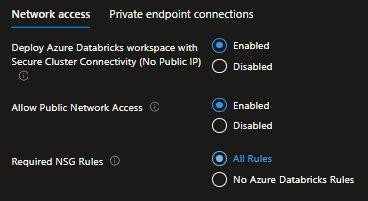 Network access Private endpoint connections
Deploy Azure Databricks workspace with
Secure Cluster Connectivity (No Public IP)
Enabled
Disabled
Allow Public Network Access
Enabled
Disabled
Required NSG Rules
All Rules
No Azure Databricks Rules